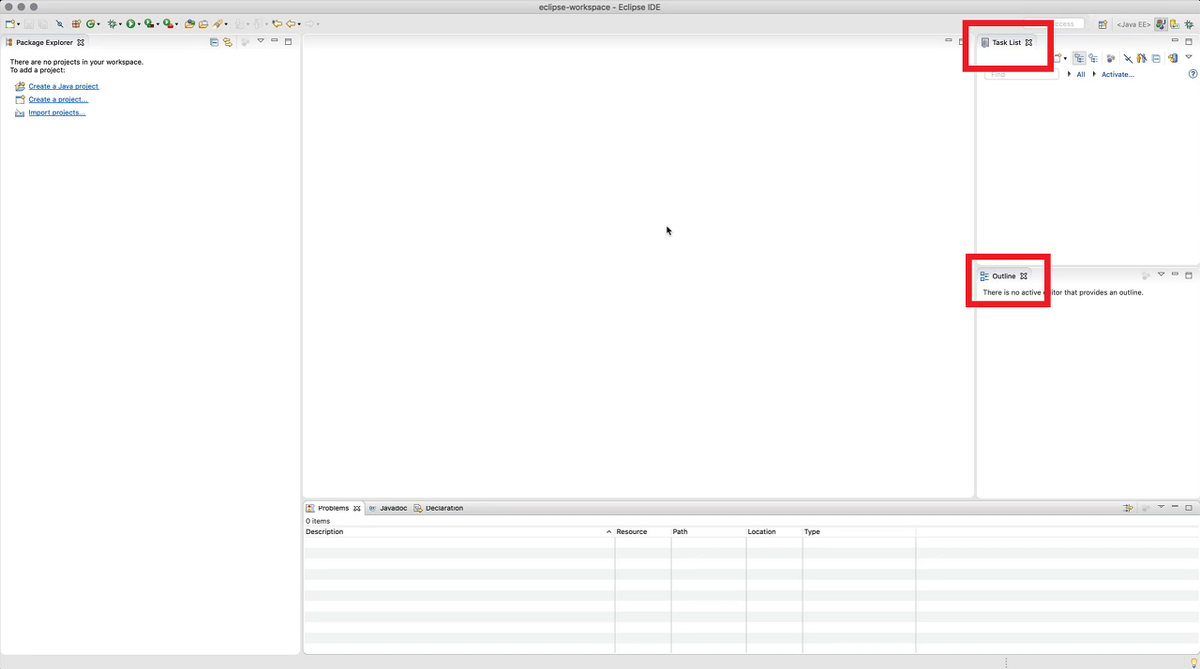 eclipse-workspace - Eclipse IDE
<Java EE>
Package Explorer
Task List
There are no projects in your workspace.
To add a project:
Create a Java project
Create a project...
Import projects...
Find
All
Activate...
Outline
There is no active editor that provides an outline.
Problems
Javadoc
Declaration
0 items
Description
Resource
Path
Location
Type